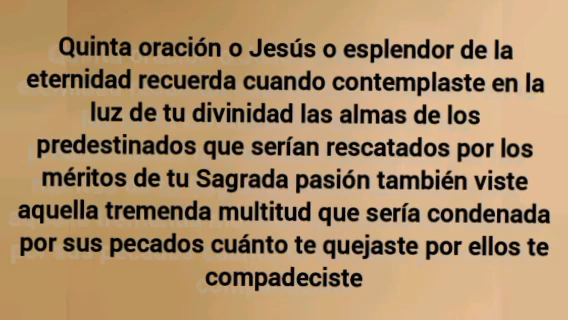 Quinta oración o Jesús o esplendor de la
eternidad recuerda cuando contemplaste en la
luz de tu divinidad las almas de los
predestinados que serían rescatados por los
méritos de tu Sagrada pasión también viste
aquella tremenda multitud que sería condenada
por sus pecados cuánto te quejaste por ellos te
compadeciste